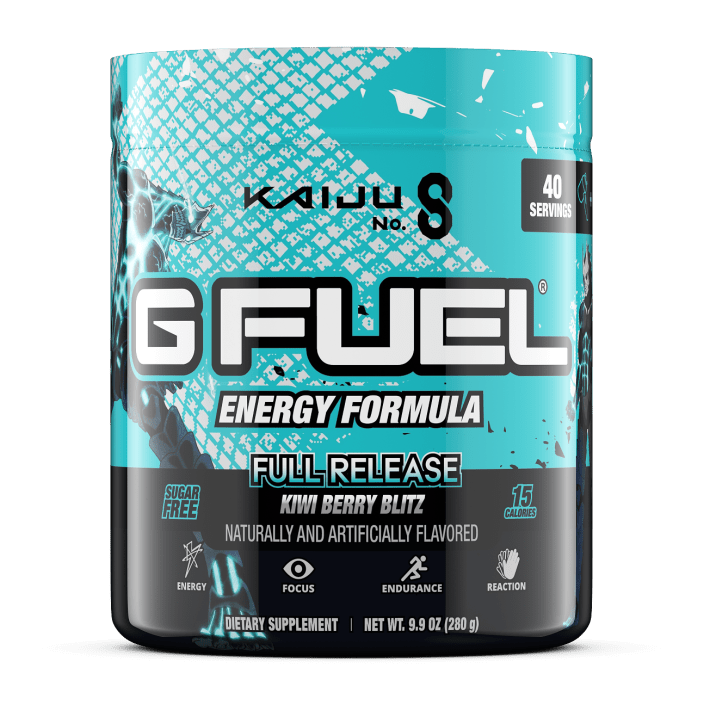 KAIJU
No. 8
40
SERVINGS
G FUEL®
ENERGY FORMULA
FULL RELEASE
KIWI BERRY BLITZ
SUGAR
FREE
15
CALORIES
NATURALLY AND ARTIFICIALLY FLAVORED
ENERGY
FOCUS
ENDURANCE
REACTION
DIETARY SUPPLEMENT | NET WT. 9.9 OZ (280 g)